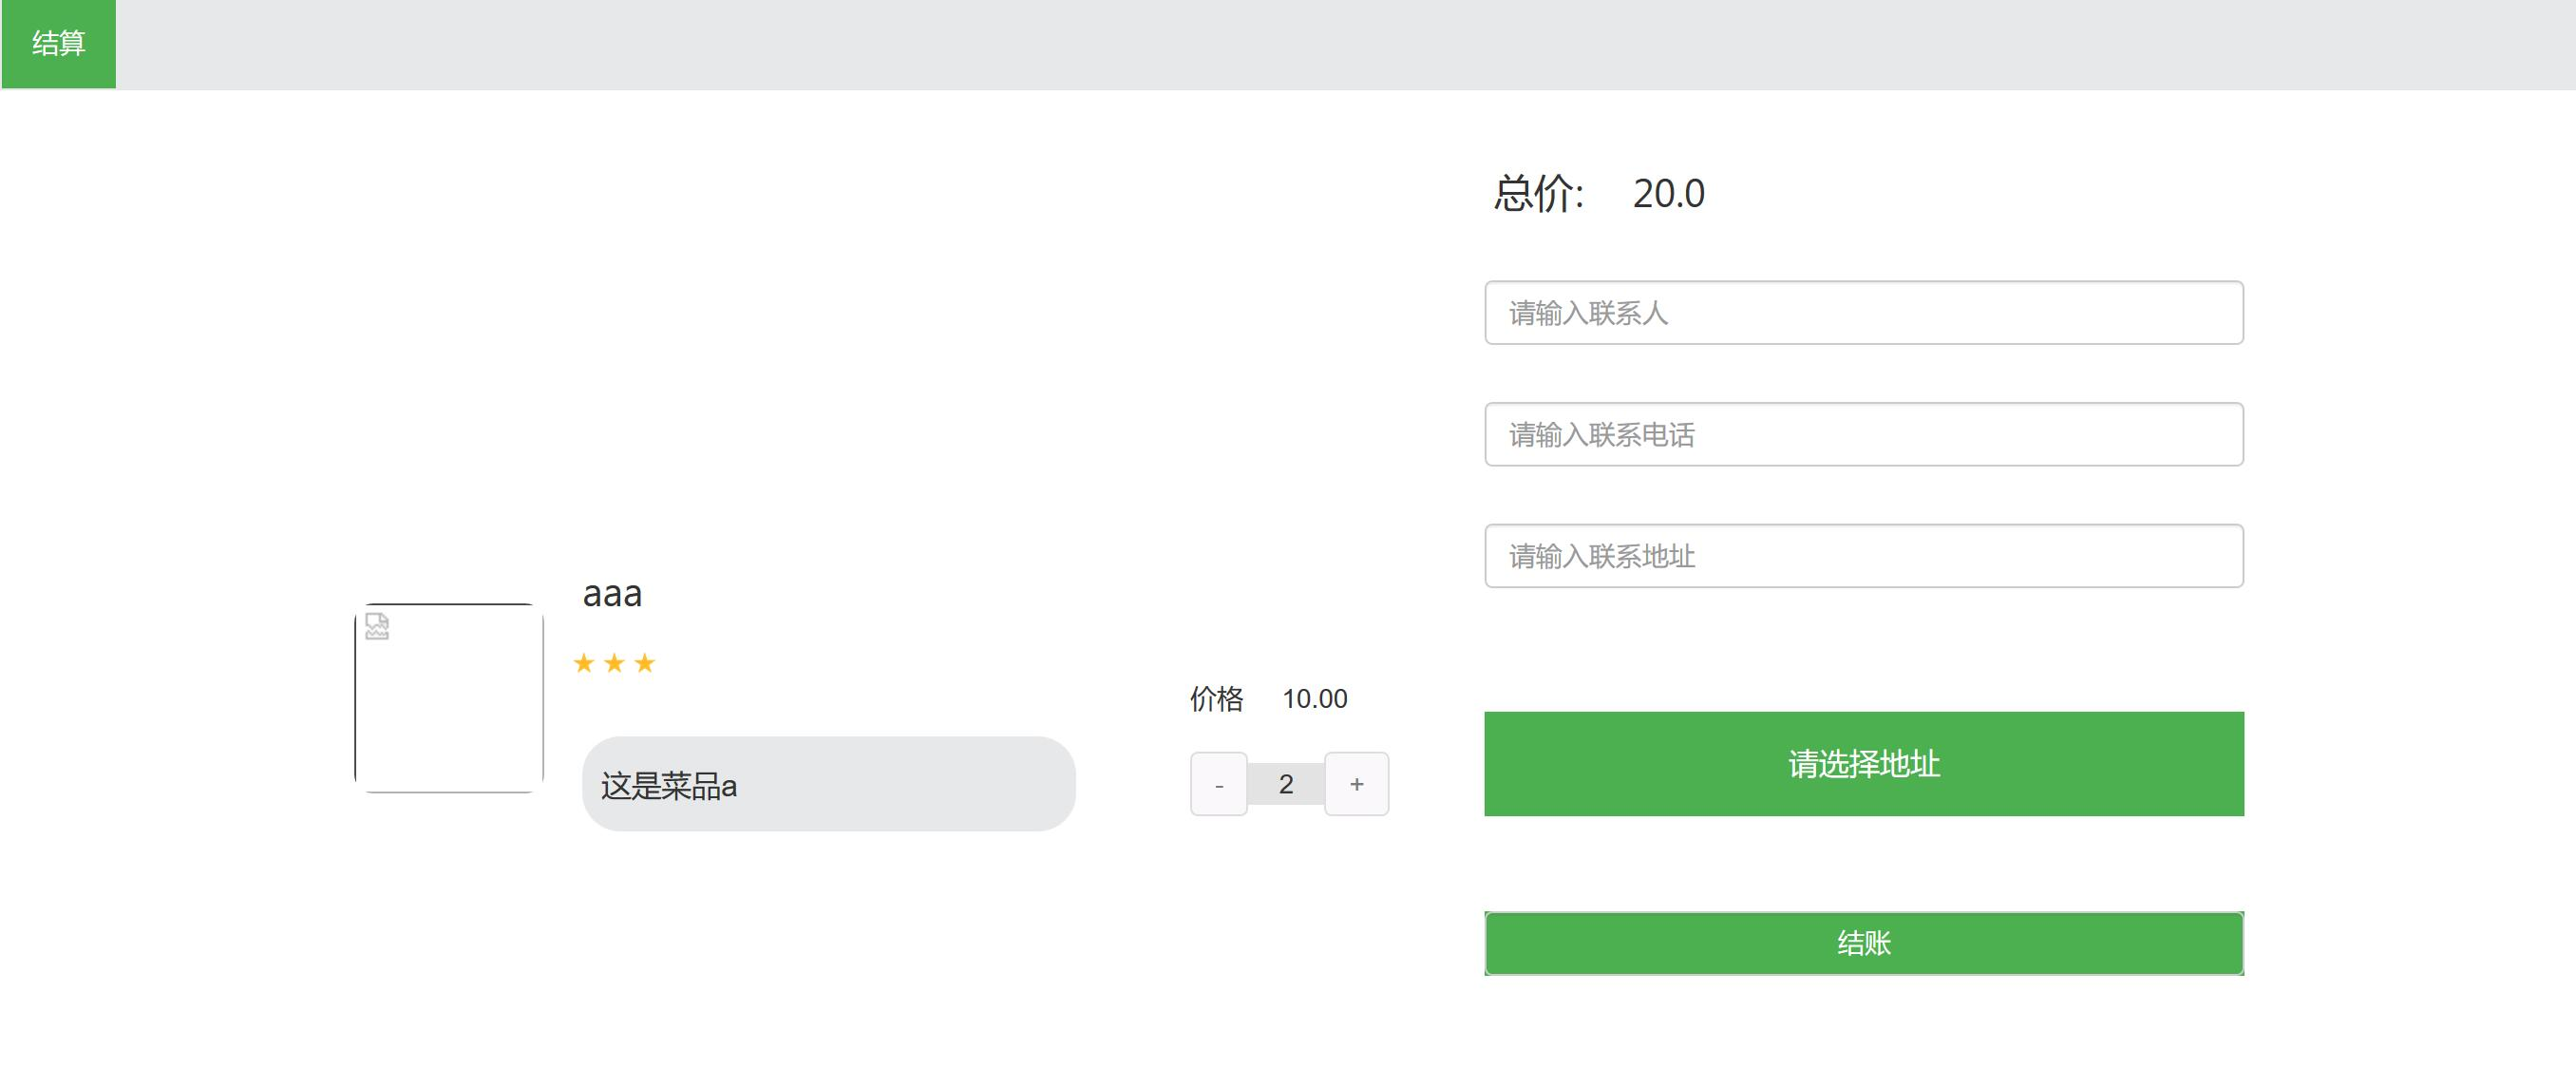 结算
总价: 20.0
请输入联系人
请输入联系电话
请输入联系地址
aaa
★ ★ ★
价格 10.00
这是菜品a
- 2 +
请选择地址
结账